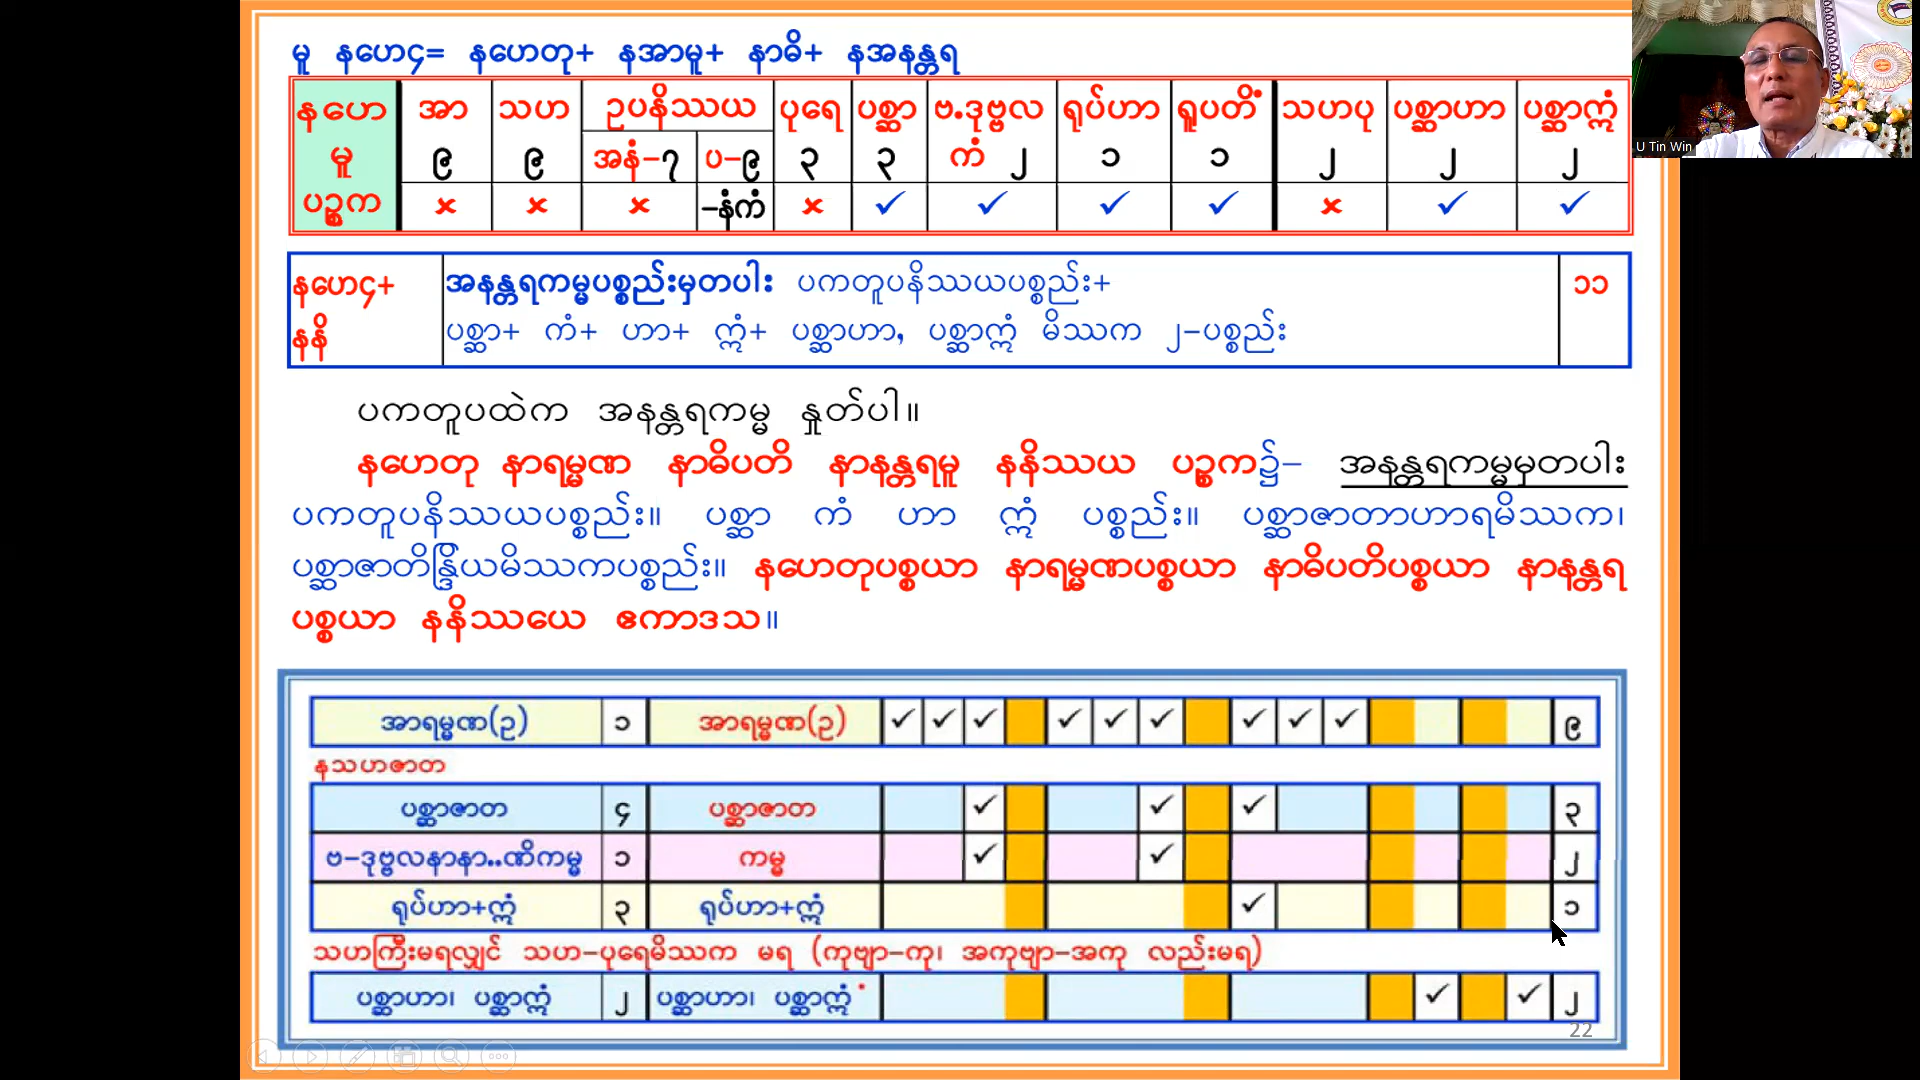 မူ နဟေ၄= နဟေတု+ နအာမူ+ နာဓိ+ နအနန္တရ
နဟေ မူ ပဉ္စက
အာ သဟ ဥပနိဿယ ပုရေ ပစ္ဆာ ဗ.ဒုဗ္ဗလ ရုပ်ဟာ ရူပတိံ သဟပု ပစ္ဆာဟာ ပစ္ဆာဣံ
၉ ၉ အနံ-၇ ပ-၉ ၃ ၃ ကံ ၂ ၁ ၁ ၂ ၂ ၂
× × × -နံကံ × ✓ ✓ ✓ ✓ × ✓ ✓
နဟေ၄+ အနန္တရကမ္မပစ္စည်းမှတပါး ပကတူပနိဿယပစ္စည်း+ ၁၁
နနိ ပစ္ဆာ+ ကံ+ ဟာ+ ဣံ+ ပစ္ဆာဟာ, ပစ္ဆာဣံ မိဿက ၂-ပစ္စည်း
ပကတူပထဲက အနန္တရကမ္မ နှုတ်ပါ။
နဟေတု နာရမ္မဏ နာဓိပတိ နာနန္တရမူ နနိဿယ ပဉ္စက၌- အနန္တရကမ္မမှတပါး
ပကတူပနိဿယပစ္စည်း။ ပစ္ဆာ ကံ ဟာ ဣံ ပစ္စည်း။ ပစ္ဆာဇာတာဟာရမိဿက၊
ပစ္ဆာဇာတိန္ဒြိယမိဿကပစ္စည်း။ နဟေတုပစ္စယာ နာရမ္မဏပစ္စယာ နာဓိပတိပစ္စယာ နာနန္တရ
ပစ္စယာ နနိဿယေ ဧကာဒသ။
အာရမ္မဏ(ဥ) ၁ အာရမ္မဏ(ဥ) ✓ ✓ ✓ ✓ ✓ ✓ ✓ ✓ ✓ ၉
နသဟဇာတ
ပစ္ဆာဇာတ ၄ ပစ္ဆာဇာတ ✓ ✓ ✓ ၃
ဗ-ဒုဗ္ဗလနာနာ..ဏိကမ္မ ၁ ကမ္မ ✓ ✓ ၂
ရုပ်ဟာ+ဣံ ၃ ရုပ်ဟာ+ဣံ ✓ ၁
သဟကြီးမရလျှင် သဟ-ပုရေမိဿက မရ (ကုဗျာ-ကု၊ အကုဗျာ-အကု လည်းမရ)
ပစ္ဆာဟာ၊ ပစ္ဆာဣံ ၂ ပစ္ဆာဟာ၊ ပစ္ဆာဣံ ✓ ✓ ၂
22
U Tin Win